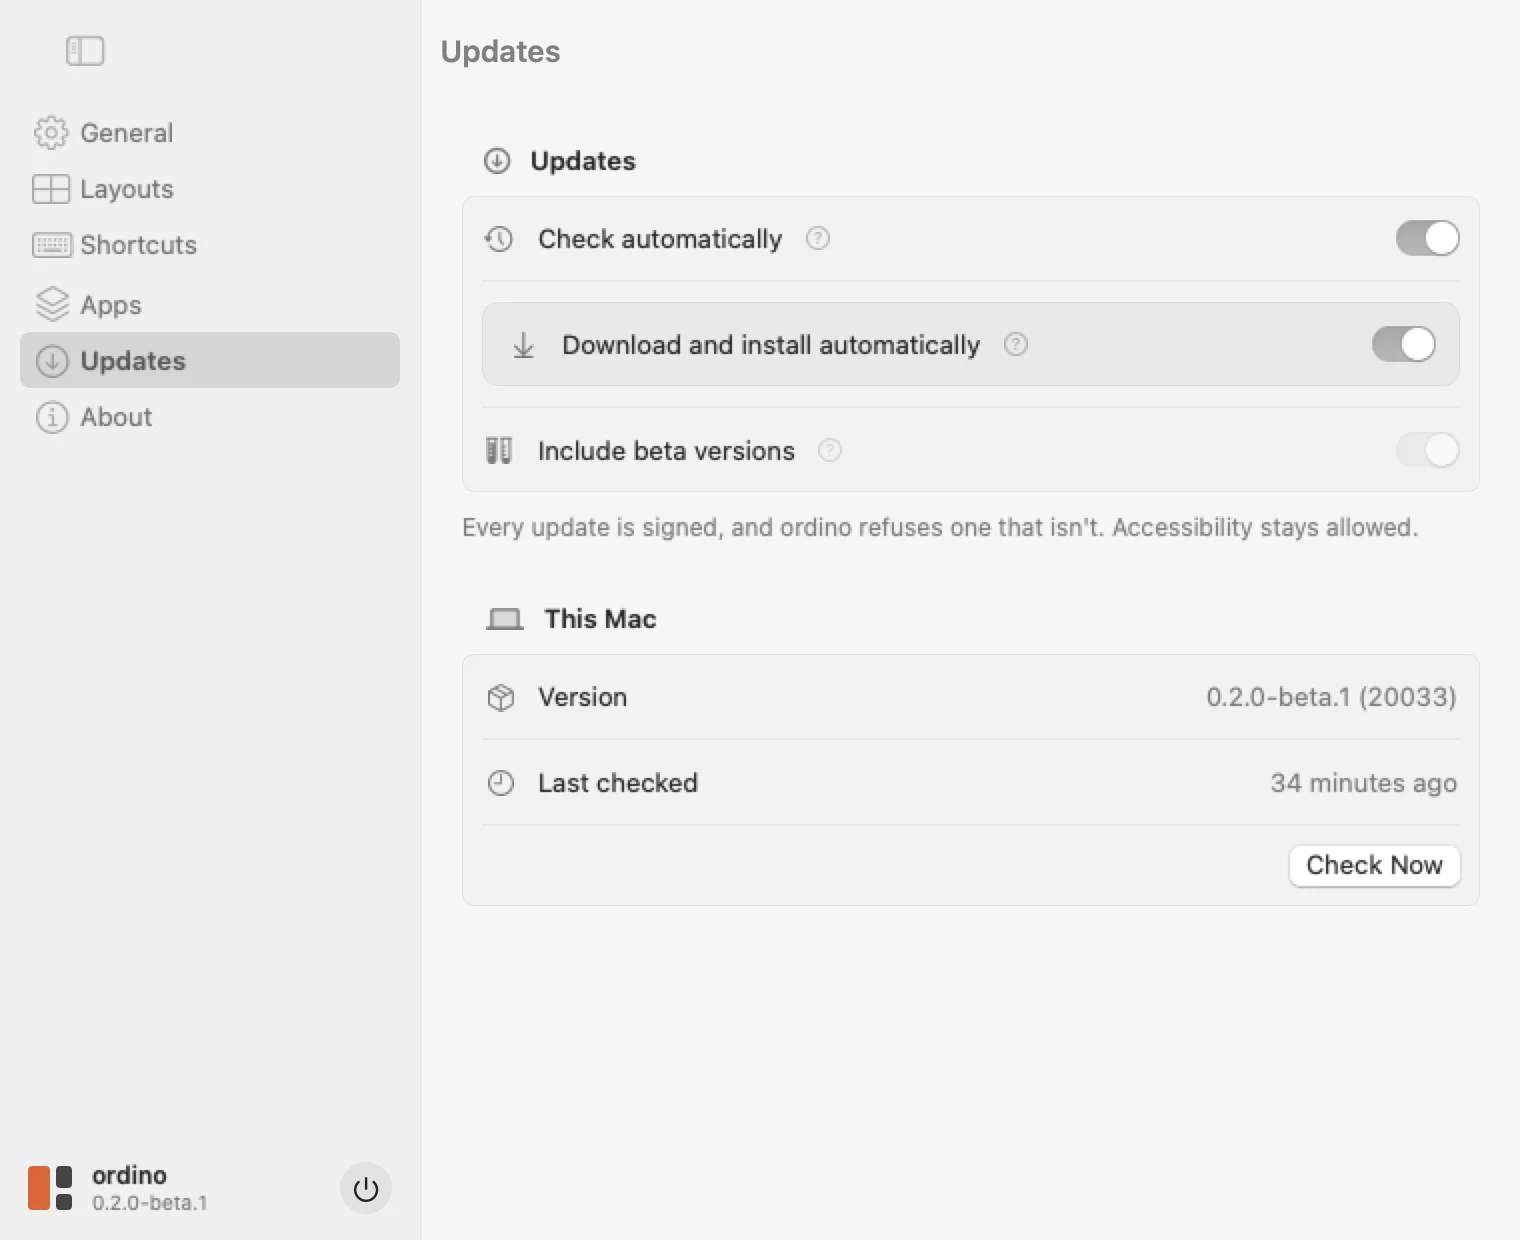 Updates
General
Layouts
Shortcuts
Apps
Updates
About
Updates
Check automatically ?
Download and install automatically ?
Include beta versions ?
Every update is signed, and ordino refuses one that isn't. Accessibility stays allowed.
This Mac
Version 0.2.0-beta.1 (20033)
Last checked 34 minutes ago
Check Now
ordino
0.2.0-beta.1